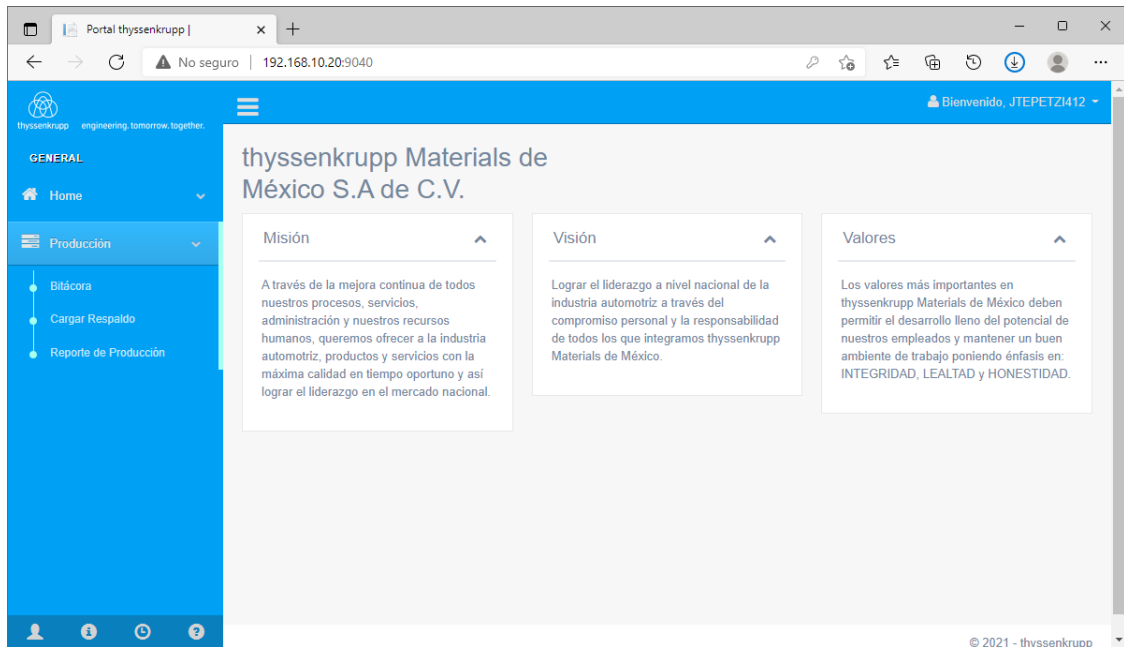 Portal thyssenkrupp |
No seguro | 192.168.10.20:9040
thyssenkrupp engineering.tomorrow.together.
Bienvenido, JTEPETZI412
GENERAL
Home
Producción
Bitácora
Cargar Respaldo
Reporte de Producción
thyssenkrupp Materials de
México S.A de C.V.
Misión
A través de la mejora continua de todos
nuestros procesos, servicios,
administración y nuestros recursos
humanos, queremos ofrecer a la industria
automotriz, productos y servicios con la
máxima calidad en tiempo oportuno y así
lograr el liderazgo en el mercado nacional.
Visión
Lograr el liderazgo a nivel nacional de la
industria automotriz a través del
compromiso personal y la responsabilidad
de todos los que integramos thyssenkrupp
Materials de México.
Valores
Los valores más importantes en
thyssenkrupp Materials de México deben
permitir el desarrollo lleno del potencial de
nuestros empleados y mantener un buen
ambiente de trabajo poniendo énfasis en:
INTEGRIDAD, LEALTAD y HONESTIDAD.
© 2021 - thyssenkrupp